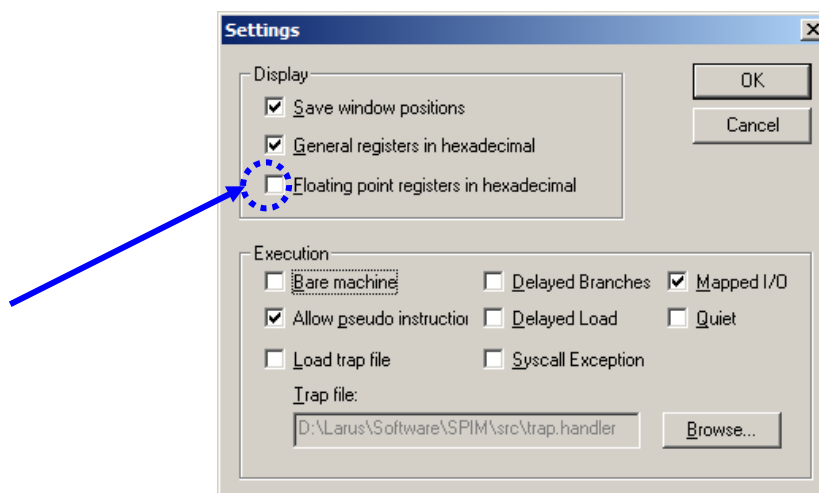 Settings
Display
OK
Save window positions
Cancel
General registers in hexadecimal
Floating point registers in hexadecimal
Execution
Bare machine Delayed Branches Mapped I/O
Allow pseudo instruction Delayed Load Quiet
Load trap file Syscall Exception
Trap file:
D:\Larus\Software\SPIM\src\trap.handler Browse...